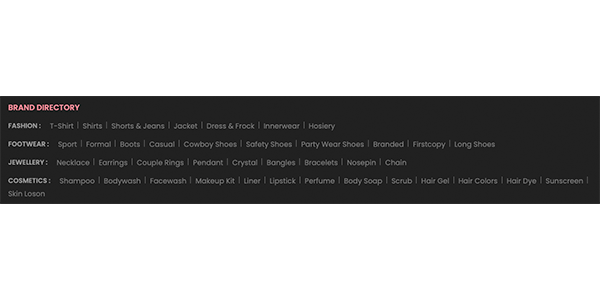 BRAND DIRECTORY
FASHION : T-Shirt | Shirts | Shorts & Jeans | Jacket | Dress & Frock | Innerwear | Hosiery
FOOTWEAR : Sport | Formal | Boots | Casual | Cowboy Shoes | Safety Shoes | Party Wear Shoes | Branded | Firstcopy | Long Shoes
JEWELLERY : Necklace | Earrings | Couple Rings | Pendant | Crystal | Bangles | Bracelets | Nosepin | Chain
COSMETICS : Shampoo | Bodywash | Facewash | Makeup Kit | Liner | Lipstick | Perfume | Body Soap | Scrub | Hair Gel | Hair Colors | Hair Dye | Sunscreen |
Skin Loson